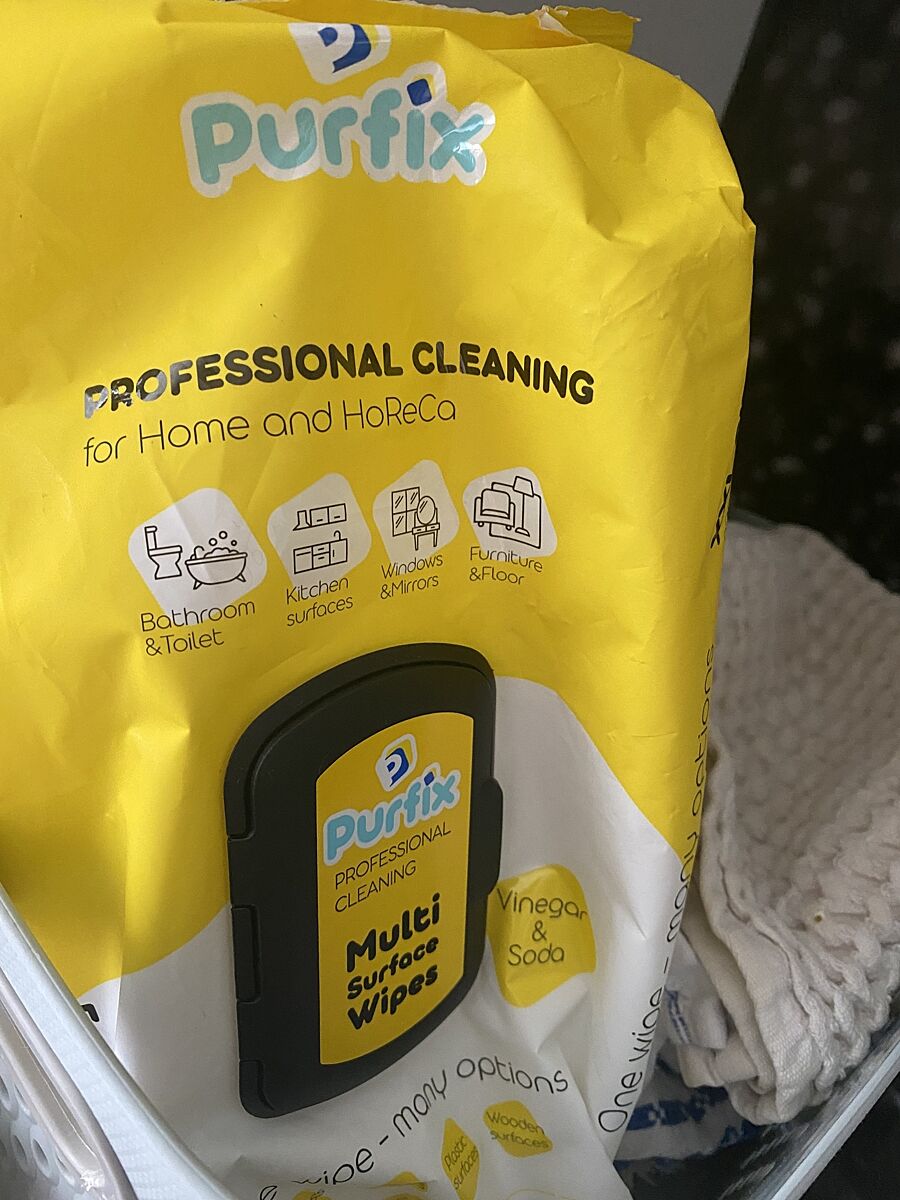 Purfix
PROFESSIONAL CLEANING
for Home and HoReCa
Bathroom
&Toilet
Kitchen
surfaces
Windows
&Mirrors
Furniture
&Floor
Purfix
PROFESSIONAL
CLEANING
Multi
Surface
Wipes
Vinegar
&
Soda
wipe - many options
Plastic
surfaces
Wooden
surfaces
One wipe - many options